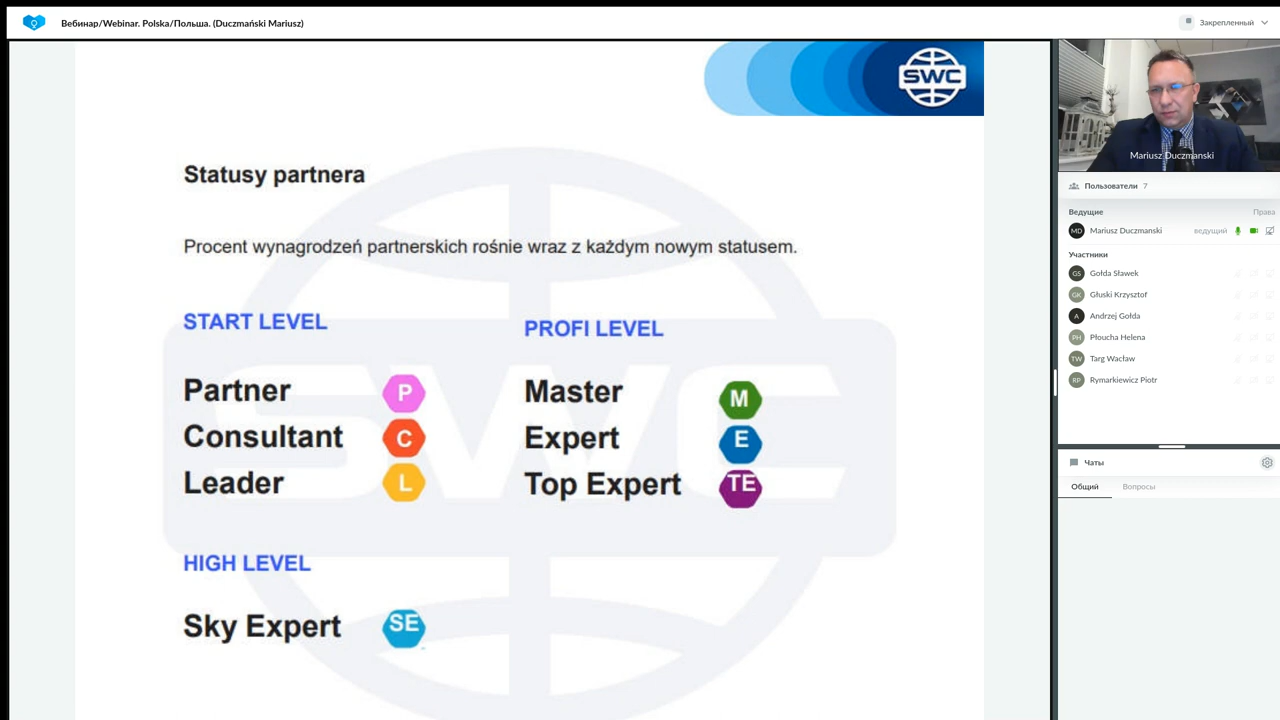 Вебинар/Webinar. Polska/Польша. (Duczmański Mariusz)
Закрепленный
SWC
Statusy partnera
Procent wynagrodzeń partnerskich rośnie wraz z każdym nowym statusem.
START LEVEL
Partner P
Consultant C
Leader L
PROFI LEVEL
Master M
Expert E
Top Expert TE
HIGH LEVEL
Sky Expert SE
SWC
Mariusz Duczmanski
Пользователи 7
Ведущие Права
MD Mariusz Duczmanski ведущий
Участники
GS Gołda Sławek
GK Głuski Krzysztof
A Andrzej Gołda
PH Płoucha Helena
TW Targ Wacław
RP Rymarkiewicz Piotr
Чаты
Общий Вопросы